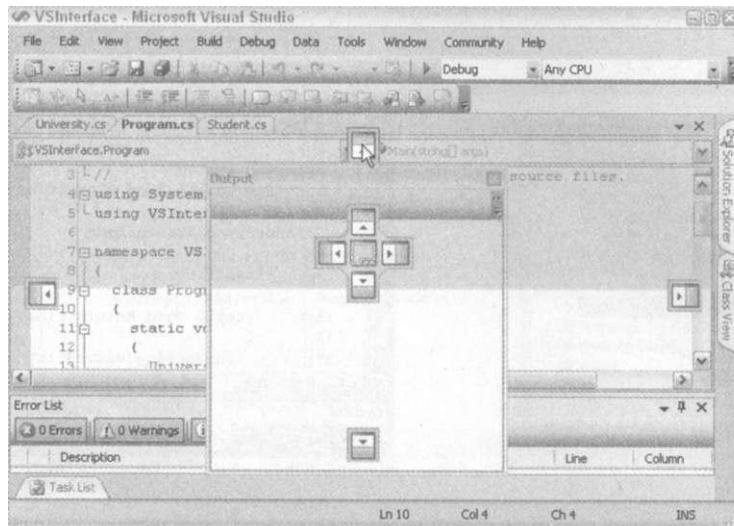 VSInterface - Microsoft Visual Studio
File Edit View Project Build Debug Data Tools Window Community Help
Debug Any CPU
University.cs Program.cs Student.cs
VSInterface.Program Main(string[] args)
3 // source files.
4 using System
5 using VSInter
6
7 namespace VS
8 {
9 class Progr
10 {
11 static vo
12 {
13 Univers
Output
Solution Explorer
Class View
Error List
0 Errors 0 Warnings
Description Line Column
Task List
Ln 10 Col 4 Ch 4 INS